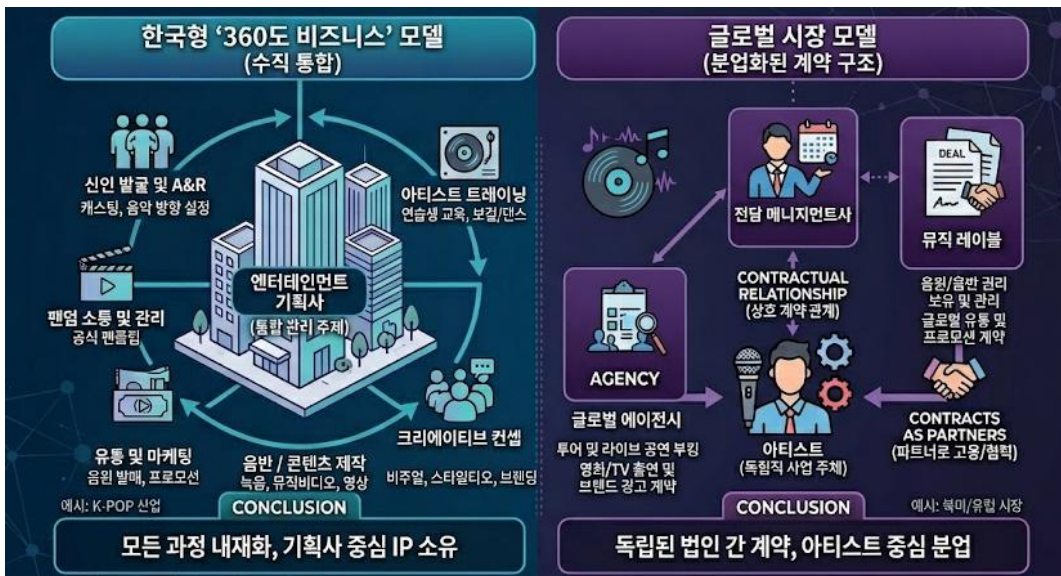 한국형 ‘360도 비즈니스’ 모델
(수직 통합)
신인 발굴 및 A&R
캐스팅, 음악 방향 설정
아티스트 트레이닝
연습생 교육, 보컬/댄스
엔터테인먼트
기획사
(통합 관리 주체)
팬덤 소통 및 관리
공식
크리에이티브 컨셉
비주얼, 스타일티오, 브랜딩
유통 및 마케팅
음원 발매, 프로모션
음반 / 콘텐츠 제작
녹음, 뮤직비디오, 영상
예시: K-POP 산업
CONCLUSION
모든 과정 내재화, 기획사 중심 IP 소유
글로벌 시장 모델
(분업화된 계약 구조)
전담 매니지먼트사
DEAL
뮤직 레이블
음원/음반 권리
보유 및 관리
글로벌 유통 및
프로모션 계약
CONTRACTUAL
RELATIONSHIP
(상호 계약 관계)
AGENCY
글로벌 에이전시
투어 및 라이브 공연 부킹
영화/TV 출연 및
브랜드 광고 계약
아티스트
(독립직 사업 주체)
CONTRACTS
AS PARTNERS
(파트너로 고용/협력)
예시: 북미/유럽 시장
CONCLUSION
독립된 법인 간 계약, 아티스트 중심 분업